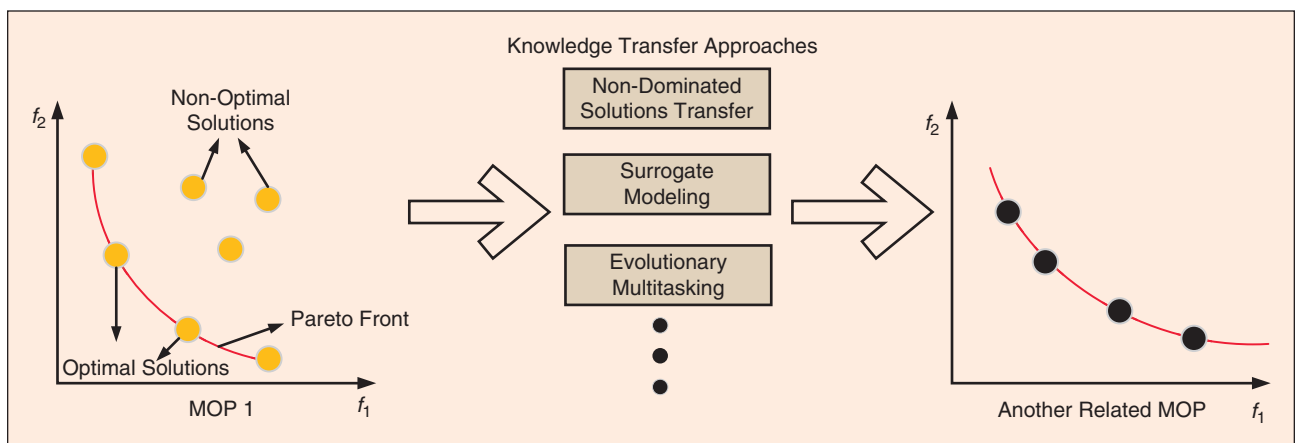 Knowledge Transfer Approaches
Non-Optimal
Solutions
f2
Pareto Front
Optimal Solutions
f1
MOP 1
Non-Dominated
Solutions Transfer
Surrogate
Modeling
Evolutionary
Multitasking
f2
Another Related MOP
f1